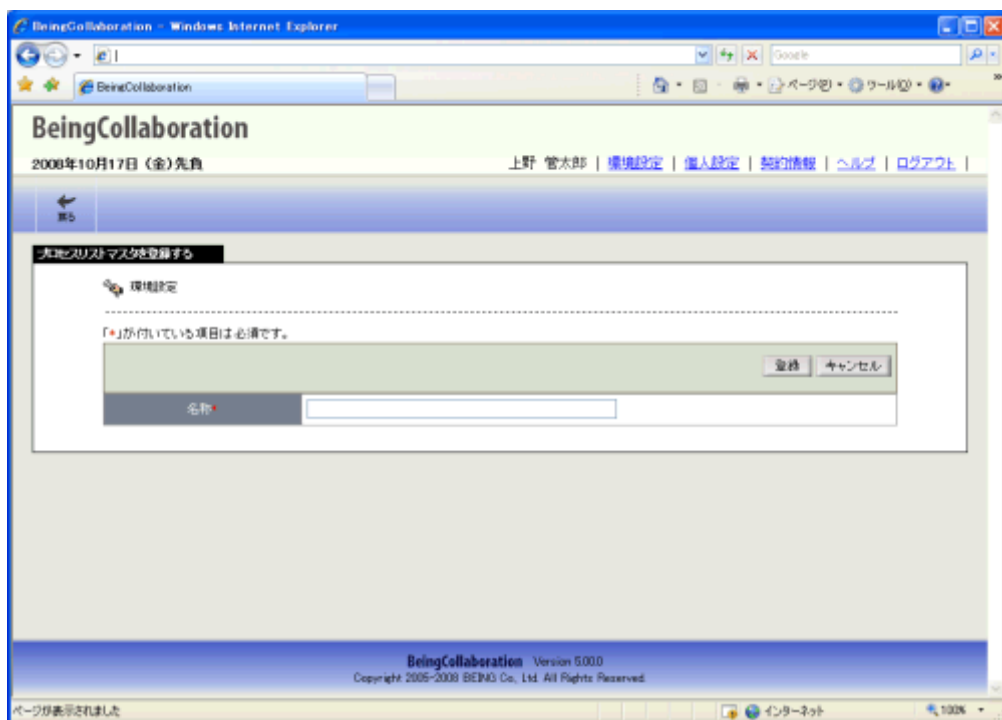 BeingCollaboration - Windows Internet Explorer
Google
BeingCollaboration
ページ(P) ツール(O)
BeingCollaboration
2008年10月17日（金）先負
上野 管太郎 | 環境設定 | 個人設定 | 契約情報 | ヘルプ | ログアウト |
戻る
プロセスリストマスタを登録する
環境設定
「*」が付いている項目は必須です。
登録 キャンセル
名称*
BeingCollaboration Version 5.00.0
Copyright 2005-2008 BEING Co., Ltd. All Rights Reserved.
ページが表示されました
インターネット
100%